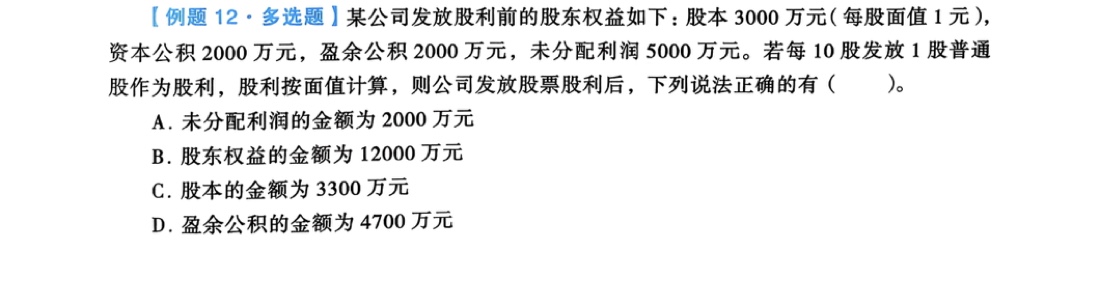 【例题 12·多选题】某公司发放股利前的股东权益如下：股本 3000 万元(每股面值 1 元)，
资本公积 2000 万元，盈余公积 2000 万元，未分配利润 5000 万元。若每 10 股发放 1 股普通
股作为股利，股利按面值计算，则公司发放股票股利后，下列说法正确的有（　　）。
A. 未分配利润的金额为 2000 万元
B. 股东权益的金额为 12000 万元
C. 股本的金额为 3300 万元
D. 盈余公积的金额为 4700 万元